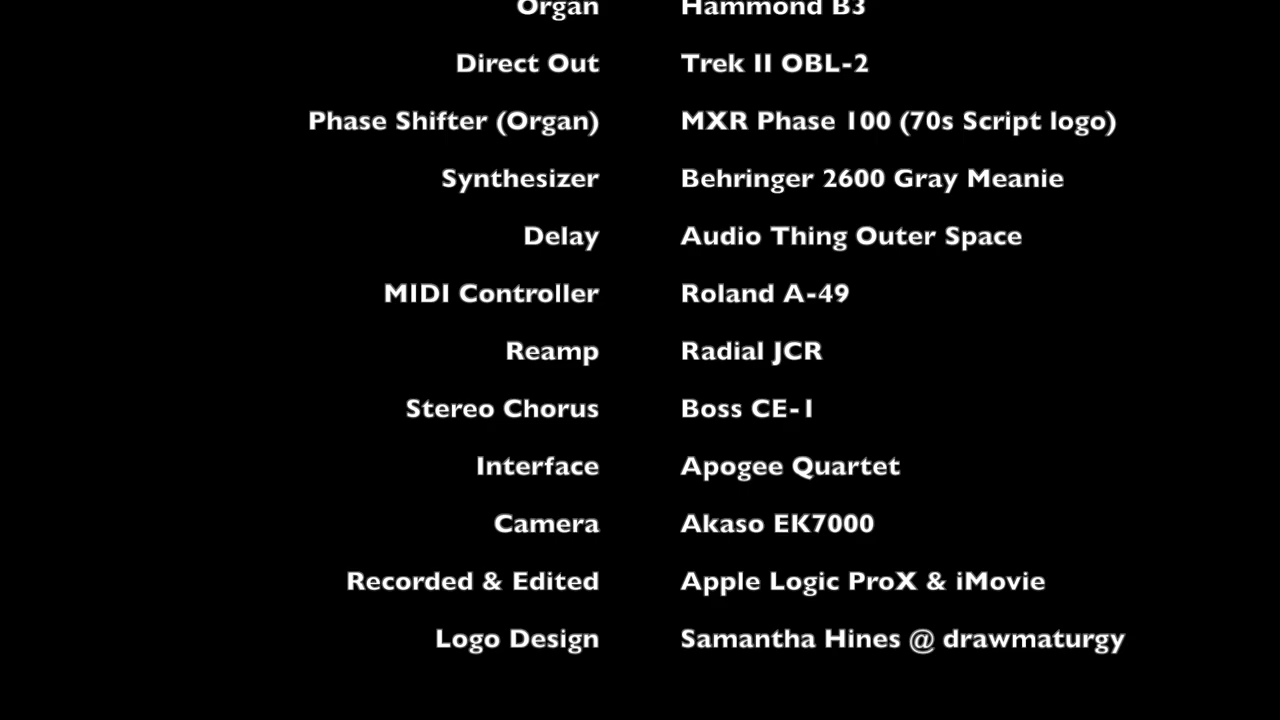 Organ Hammond B3
Direct Out Trek II OBL-2
Phase Shifter (Organ) MXR Phase 100 (70s Script logo)
Synthesizer Behringer 2600 Gray Meanie
Delay Audio Thing Outer Space
MIDI Controller Roland A-49
Reamp Radial JCR
Stereo Chorus Boss CE-1
Interface Apogee Quartet
Camera Akaso EK7000
Recorded & Edited Apple Logic ProX & iMovie
Logo Design Samantha Hines @ drawmaturgy